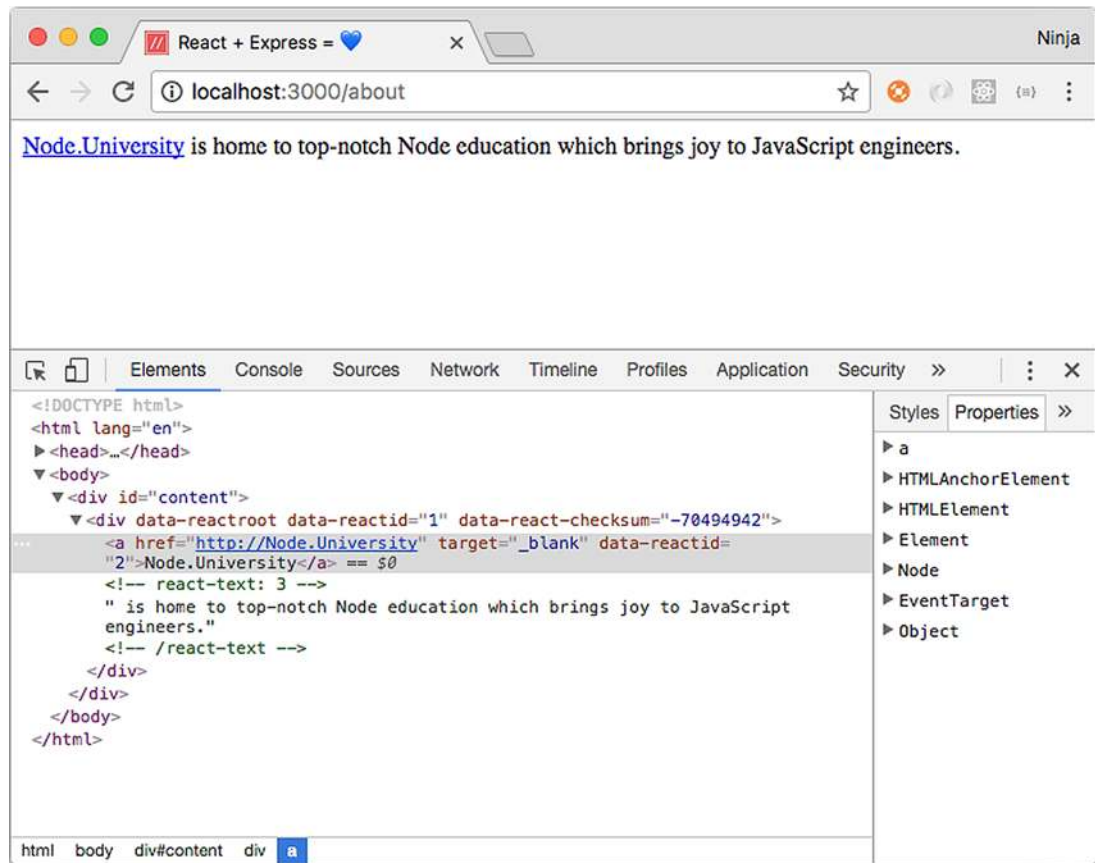 React + Express = 💙
Ninja
localhost:3000/about
Node.University is home to top-notch Node education which brings joy to JavaScript engineers.
Elements Console Sources Network Timeline Profiles Application Security »
<!DOCTYPE html>
<html lang="en">
▶<head>…</head>
▼<body>
▼<div id="content">
▼<div data-reactroot data-reactid="1" data-react-checksum="-70494942">
<a href="http://Node.University" target="_blank" data-reactid=
"2">Node.University</a> == $0
<!-- react-text: 3 -->
" is home to top-notch Node education which brings joy to JavaScript
engineers."
<!-- /react-text -->
</div>
</div>
</body>
</html>
Styles Properties »
▶a
▶HTMLAnchorElement
▶HTMLElement
▶Element
▶Node
▶EventTarget
▶Object
html body div#content div a